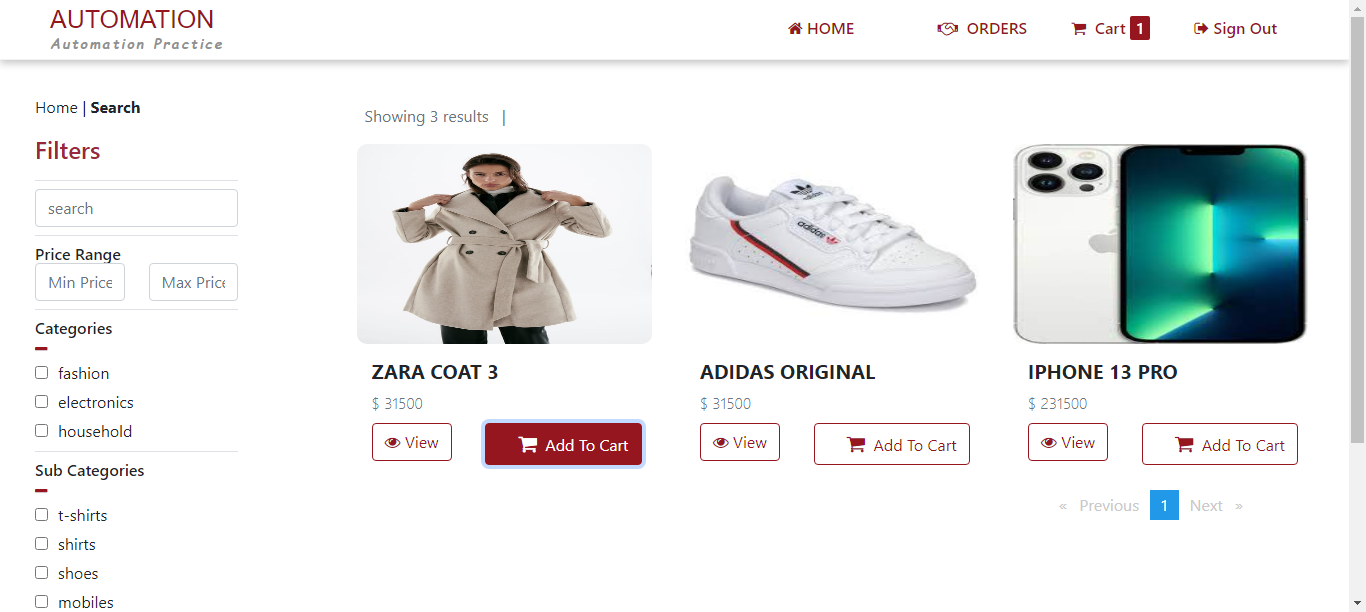 AUTOMATION
Automation Practice
HOME
ORDERS
Cart 1
Sign Out
Home | Search
Filters
search
Price Range
Min Price
Max Price
Categories
fashion
electronics
household
Sub Categories
t-shirts
shirts
shoes
mobiles
Showing 3 results |
adidas
adidas
ZARA COAT 3
$ 31500
View
Add To Cart
ADIDAS ORIGINAL
$ 31500
View
Add To Cart
IPHONE 13 PRO
$ 231500
View
Add To Cart
« Previous 1 Next »